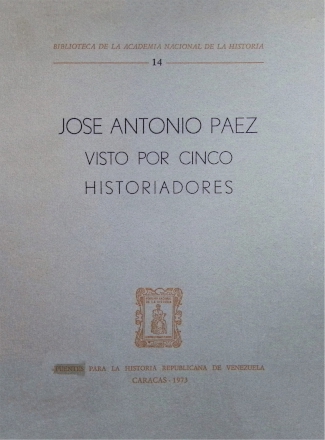 BIBLIOTECA DE LA ACADEMIA NACIONAL DE LA HISTORIA
14
JOSE ANTONIO PAEZ
VISTO POR CINCO
HISTORIADORES
FUENTES PARA LA HISTORIA REPUBLICANA DE VENEZUELA
CARACAS - 1973